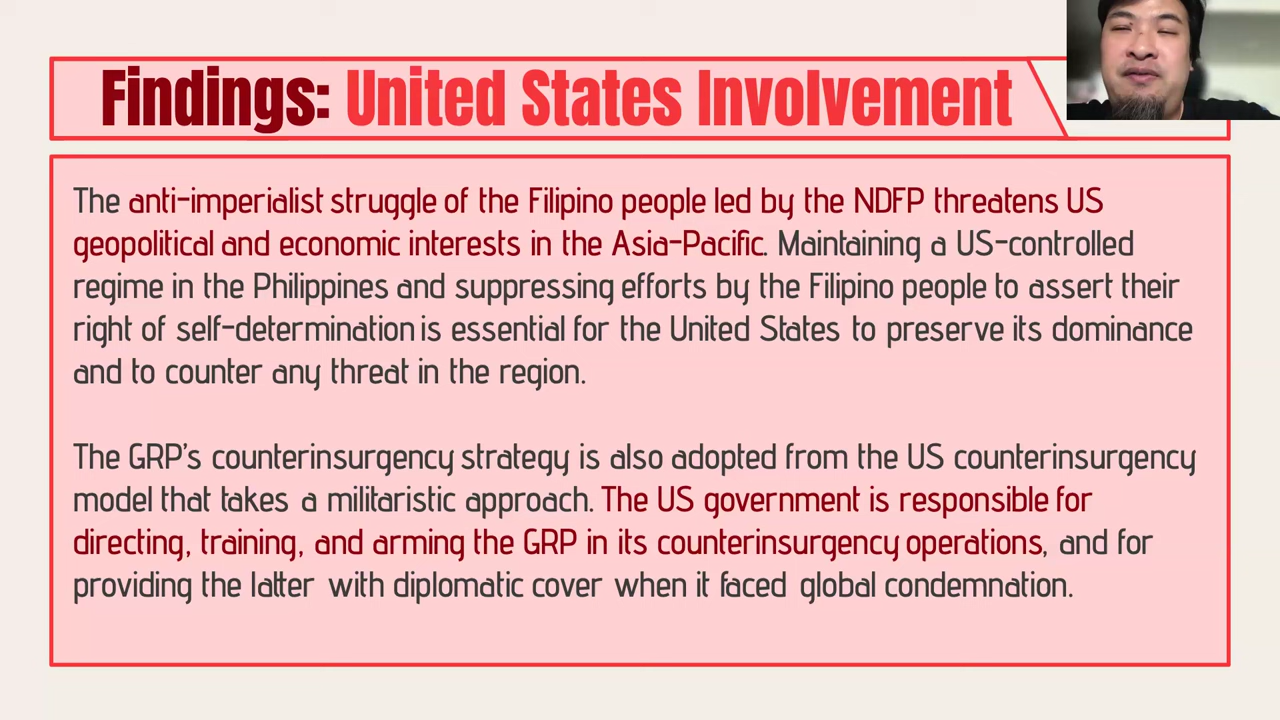 Findings: United States Involvement
The anti-imperialist struggle of the Filipino people led by the NDFP threatens US
geopolitical and economic interests in the Asia-Pacific. Maintaining a US-controlled
regime in the Philippines and suppressing efforts by the Filipino people to assert their
right of self-determination is essential for the United States to preserve its dominance
and to counter any threat in the region.
The GRP's counterinsurgency strategy is also adopted from the US counterinsurgency
model that takes a militaristic approach. The US government is responsible for
directing, training, and arming the GRP in its counterinsurgency operations, and for
providing the latter with diplomatic cover when it faced global condemnation.